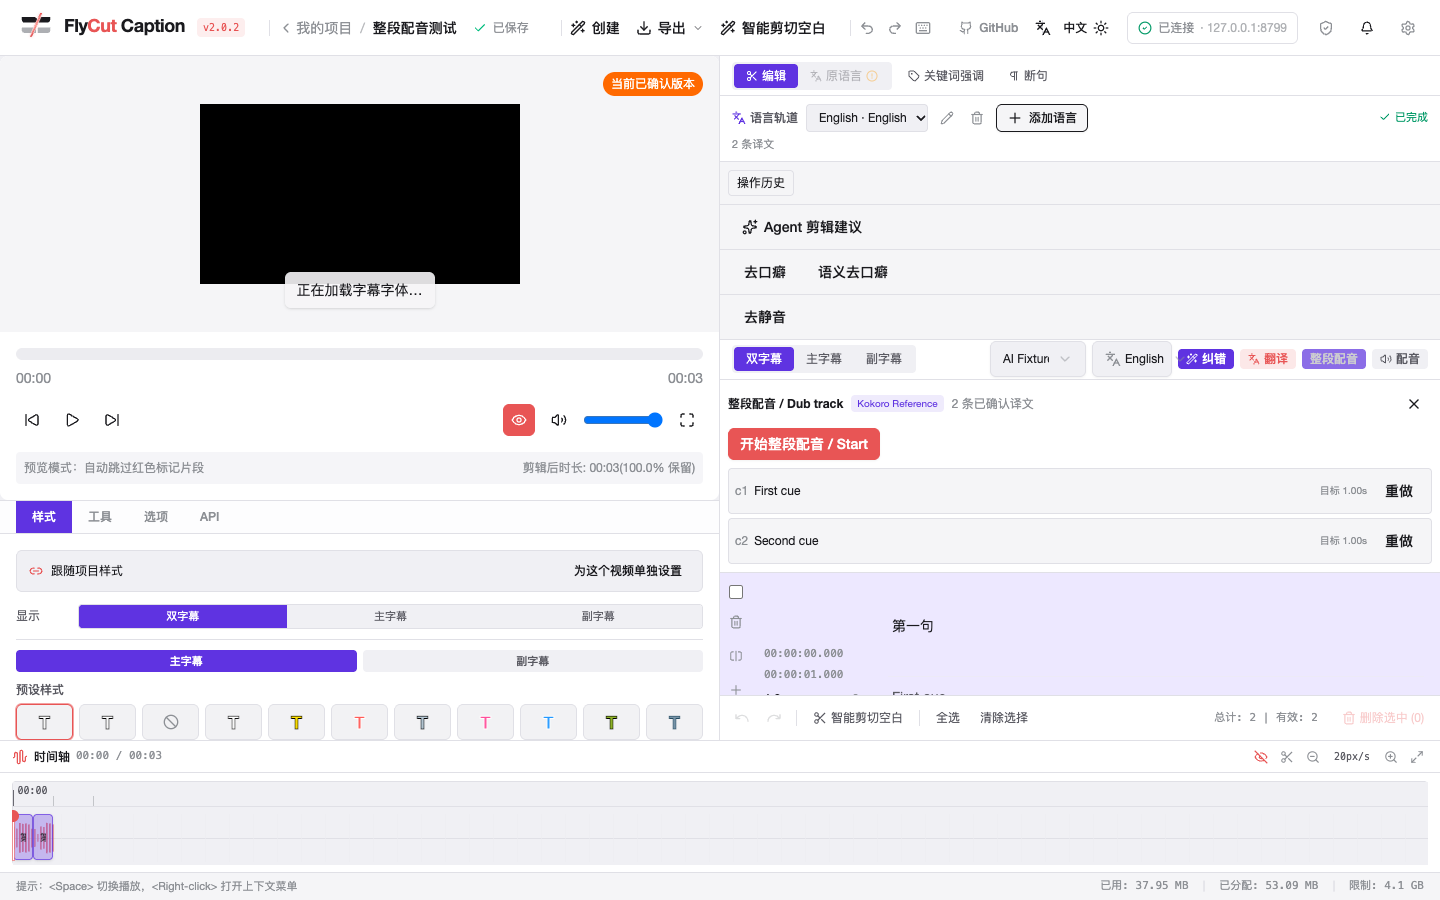 FlyCut Caption v2.0.2 我的项目 / 整段配音测试 已保存 创建 导出 智能剪切空白 GitHub 中文 已连接 · 127.0.0.1:8799
当前已确认版本
正在加载字幕字体...
00:00 00:03
预览模式：自动跳过红色标记片段 剪辑后时长: 00:03(100.0% 保留)
样式 工具 选项 API
跟随项目样式 为这个视频单独设置
显示 双字幕 主字幕 副字幕
主字幕 副字幕
预设样式
T T T T T T T T T T
编辑 原语言 关键词强调 断句
语言轨道 English · English 添加语言 已完成
2 条译文
操作历史
Agent 剪辑建议
去口癖 语义去口癖
去静音
双字幕 主字幕 副字幕 AI Fixture English 纠错 翻译 整段配音 配音
整段配音 / Dub track Kokoro Reference 2 条已确认译文
开始整段配音 / Start
c1 First cue 目标 1.00s 重做
c2 Second cue 目标 1.00s 重做
第一句
00:00:00.000
00:00:01.000
First cue
智能剪切空白 全选 清除选择 总计: 2 | 有效: 2 删除选中 (0)
时间轴 00:00 / 00:03 20px/s
00:00
提示: <Space> 切换播放, <Right-click> 打开上下文菜单 已用: 37.95 MB 已分配: 53.09 MB 限制: 4.1 GB